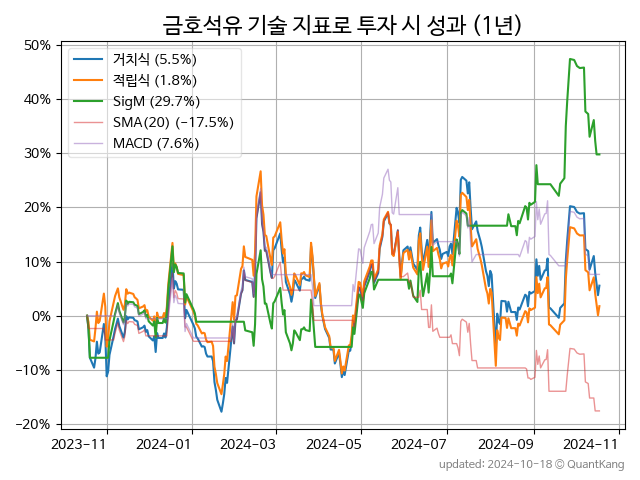 금호석유 기술 지표로 투자 시 성과 (1년)
50%
40%
30%
20%
10%
0%
−10%
−20%
거치식 (5.5%)
적립식 (1.8%)
SigM (29.7%)
SMA(20) (−17.5%)
MACD (7.6%)
2023-11
2024-01
2024-03
2024-05
2024-07
2024-09
2024-11
updated: 2024-10-18 © QuantKang